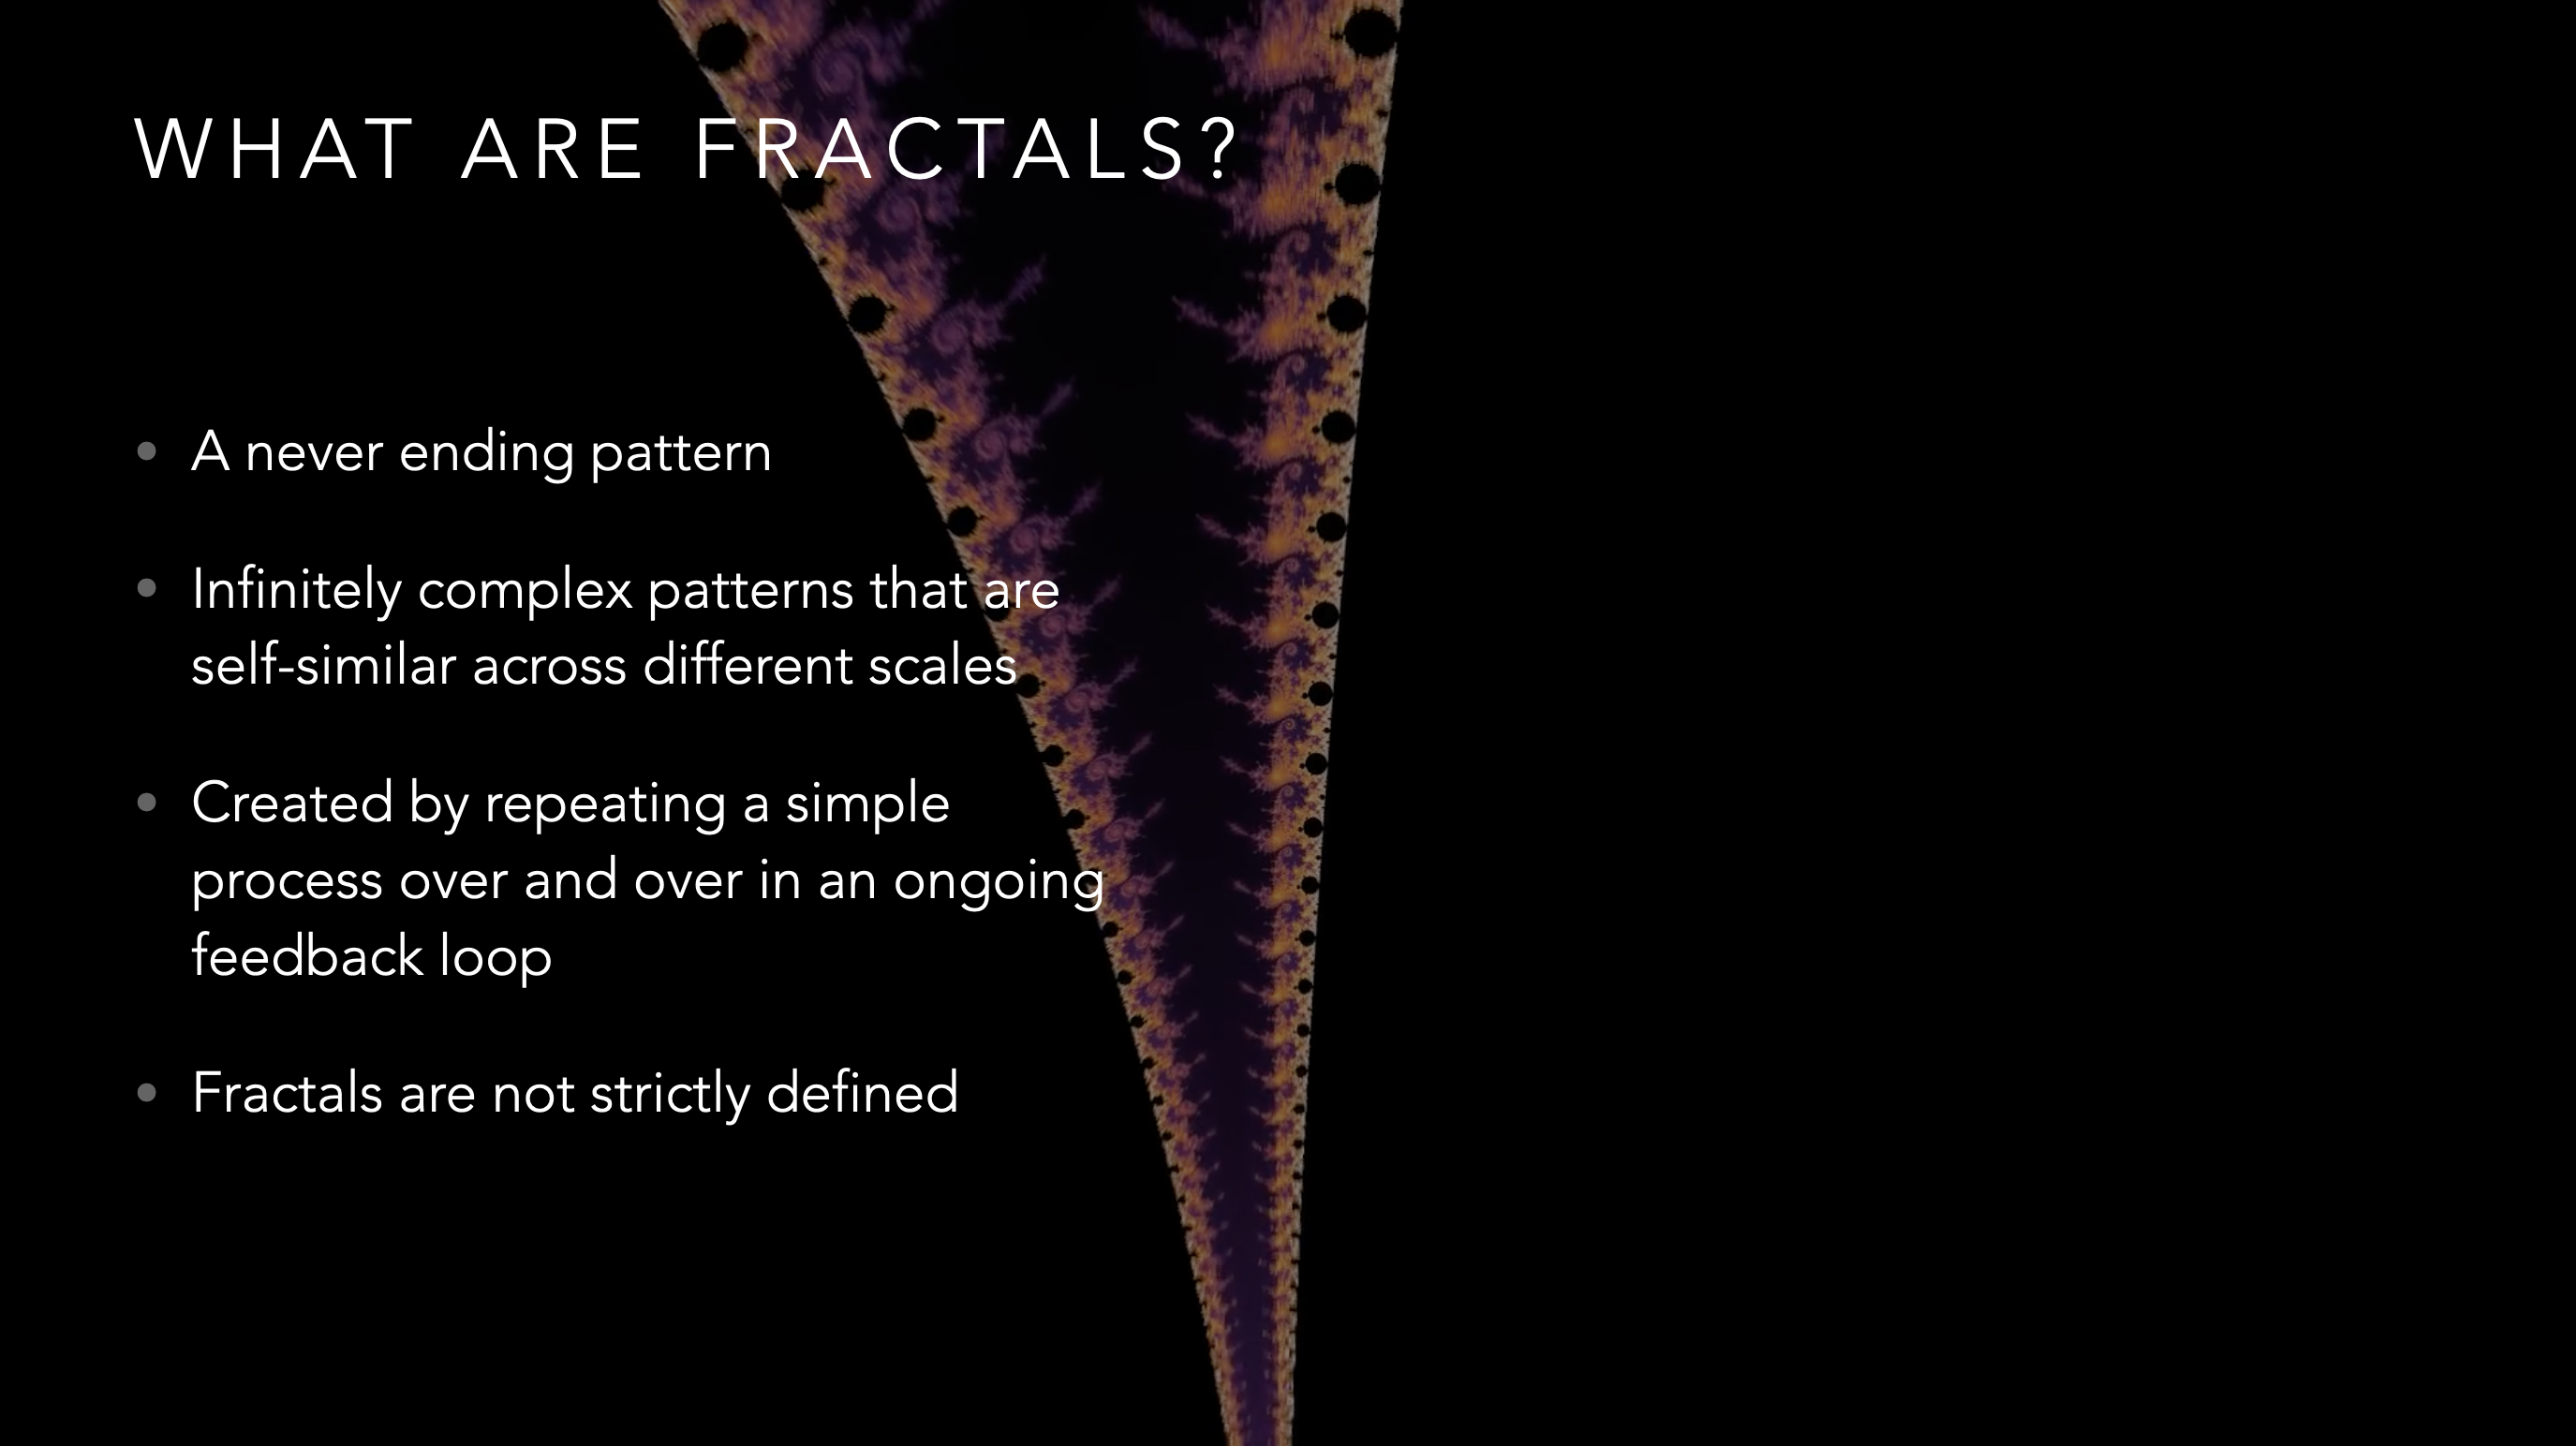 WHAT ARE FRACTALS?
• A never ending pattern
• Infinitely complex patterns that are
self-similar across different scales
• Created by repeating a simple
process over and over in an ongoing
feedback loop
• Fractals are not strictly defined